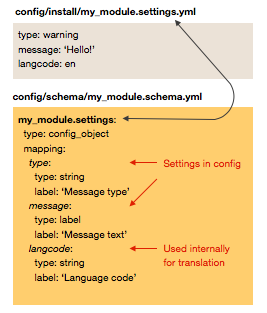 config/install/my_module.settings.yml
type: warning
message: ‘Hello!’
langcode: en
config/schema/my_module.schema.yml
my_module.settings:
type: config_object
mapping:
type:
Settings in config
type: string
label: ‘Message type’
message:
type: label
label: ‘Message text’
langcode:
Used internally
type: string
for translation
label: ‘Language code’